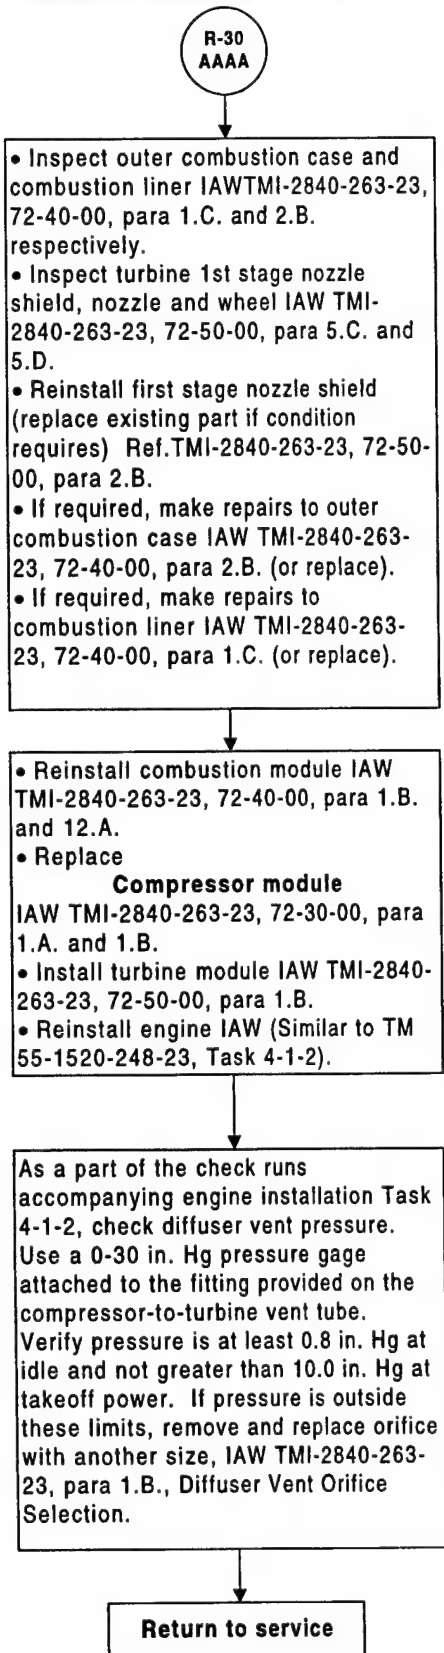 R-30
AAAA
• Inspect outer combustion case and
combustion liner IAWTMI-2840-263-23,
72-40-00, para 1.C. and 2.B.
respectively.
• Inspect turbine 1st stage nozzle
shield, nozzle and wheel IAW TMI-
2840-263-23, 72-50-00, para 5.C. and
5.D.
• Reinstall first stage nozzle shield
(replace existing part if condition
requires) Ref.TMI-2840-263-23, 72-50-
00, para 2.B.
• If required, make repairs to outer
combustion case IAW TMI-2840-263-
23, 72-40-00, para 2.B. (or replace).
• If required, make repairs to
combustion liner IAW TMI-2840-263-
23, 72-40-00, para 1.C. (or replace).
• Reinstall combustion module IAW
TMI-2840-263-23, 72-40-00, para 1.B.
and 12.A.
• Replace
Compressor module
IAW TMI-2840-263-23, 72-30-00, para
1.A. and 1.B.
• Install turbine module IAW TMI-2840-
263-23, 72-50-00, para 1.B.
• Reinstall engine IAW (Similar to TM
55-1520-248-23, Task 4-1-2).
As a part of the check runs
accompanying engine installation Task
4-1-2, check diffuser vent pressure.
Use a 0-30 in. Hg pressure gage
attached to the fitting provided on the
compressor-to-turbine vent tube.
Verify pressure is at least 0.8 in. Hg at
idle and not greater than 10.0 in. Hg at
takeoff power. If pressure is outside
these limits, remove and replace orifice
with another size, IAW TMI-2840-263-
23, para 1.B., Diffuser Vent Orifice
Selection.
Return to service